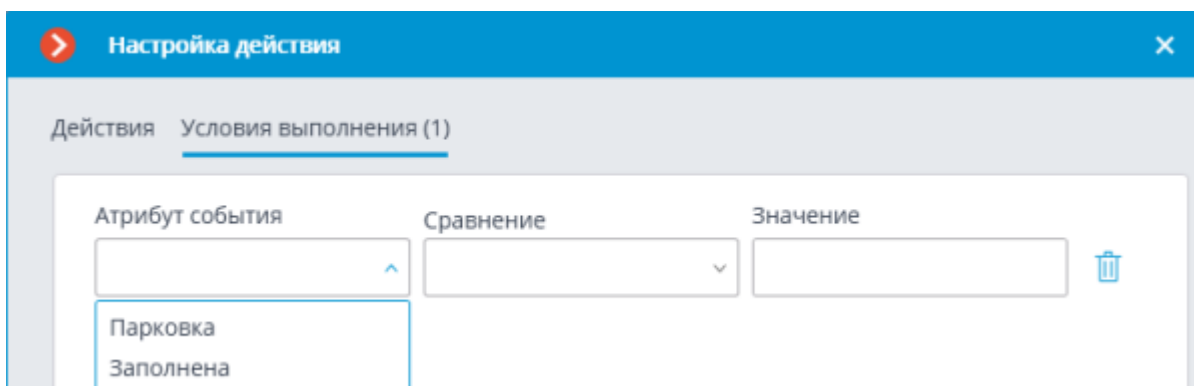 Настройка действия
Действия Условия выполнения (1)
Атрибут события Сравнение Значение
Парковка
Заполнена